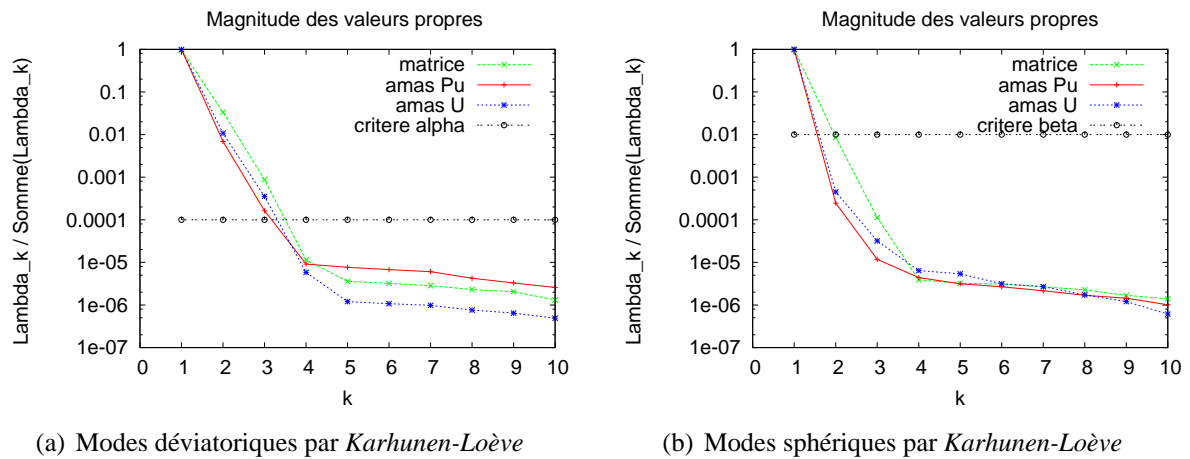 Magnitude des valeurs propres
Lambda_k / Somme(Lambda_k)
1
0.1
0.01
0.001
0.0001
1e-05
1e-06
1e-07
matrice
amas Pu
amas U
critere alpha
0 1 2 3 4 5 6 7 8 9 10
k
(a) Modes déviatoriques par Karhunen-Loève
Magnitude des valeurs propres
Lambda_k / Somme(Lambda_k)
1
0.1
0.01
0.001
0.0001
1e-05
1e-06
1e-07
matrice
amas Pu
amas U
critere beta
0 1 2 3 4 5 6 7 8 9 10
k
(b) Modes sphériques par Karhunen-Loève